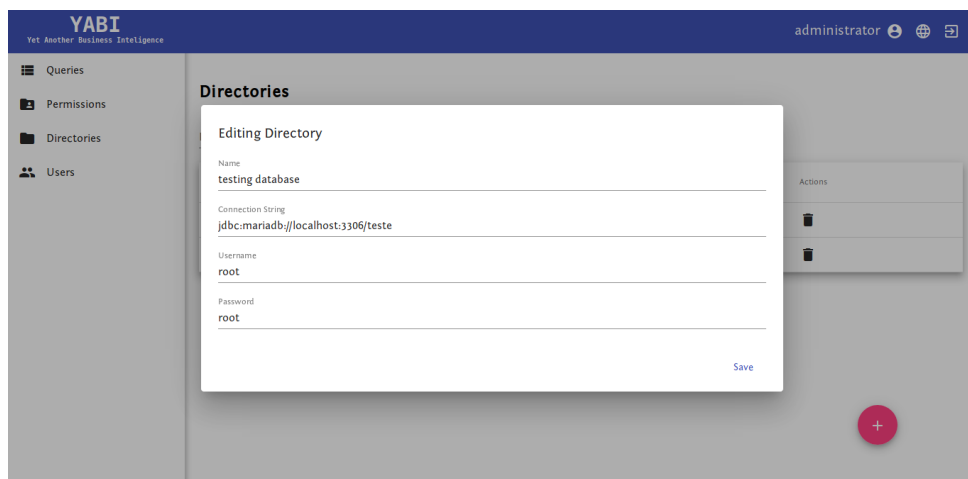 YABI
Yet Another Business Inteligence
administrator
Queries
Permissions
Directories
Users
Directories
Editing Directory
Name
testing database
Connection String
jdbc:mariadb://localhost:3306/teste
Username
root
Password
root
Save
Actions